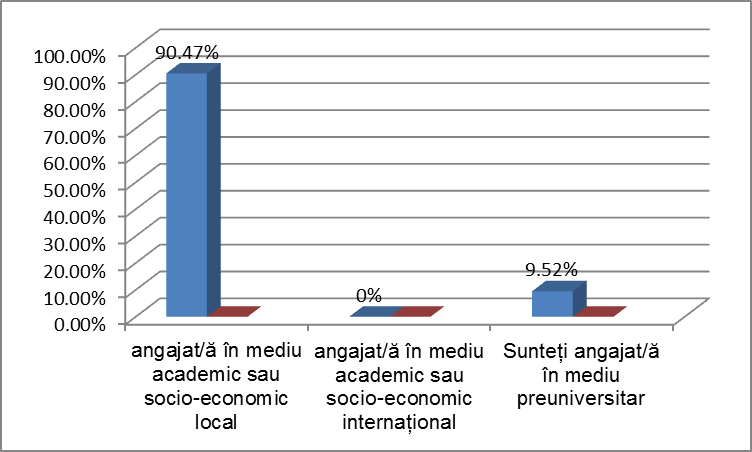 100.00%
90.00%
80.00%
70.00%
60.00%
50.00%
40.00%
30.00%
20.00%
10.00%
0.00%
90.47%
0%
9.52%
angajat/ă în mediu
academic sau
socio-economic
local
angajat/ă în mediu
academic sau
socio-economic
internațional
Sunteți angajat/ă
în mediu
preuniversitar